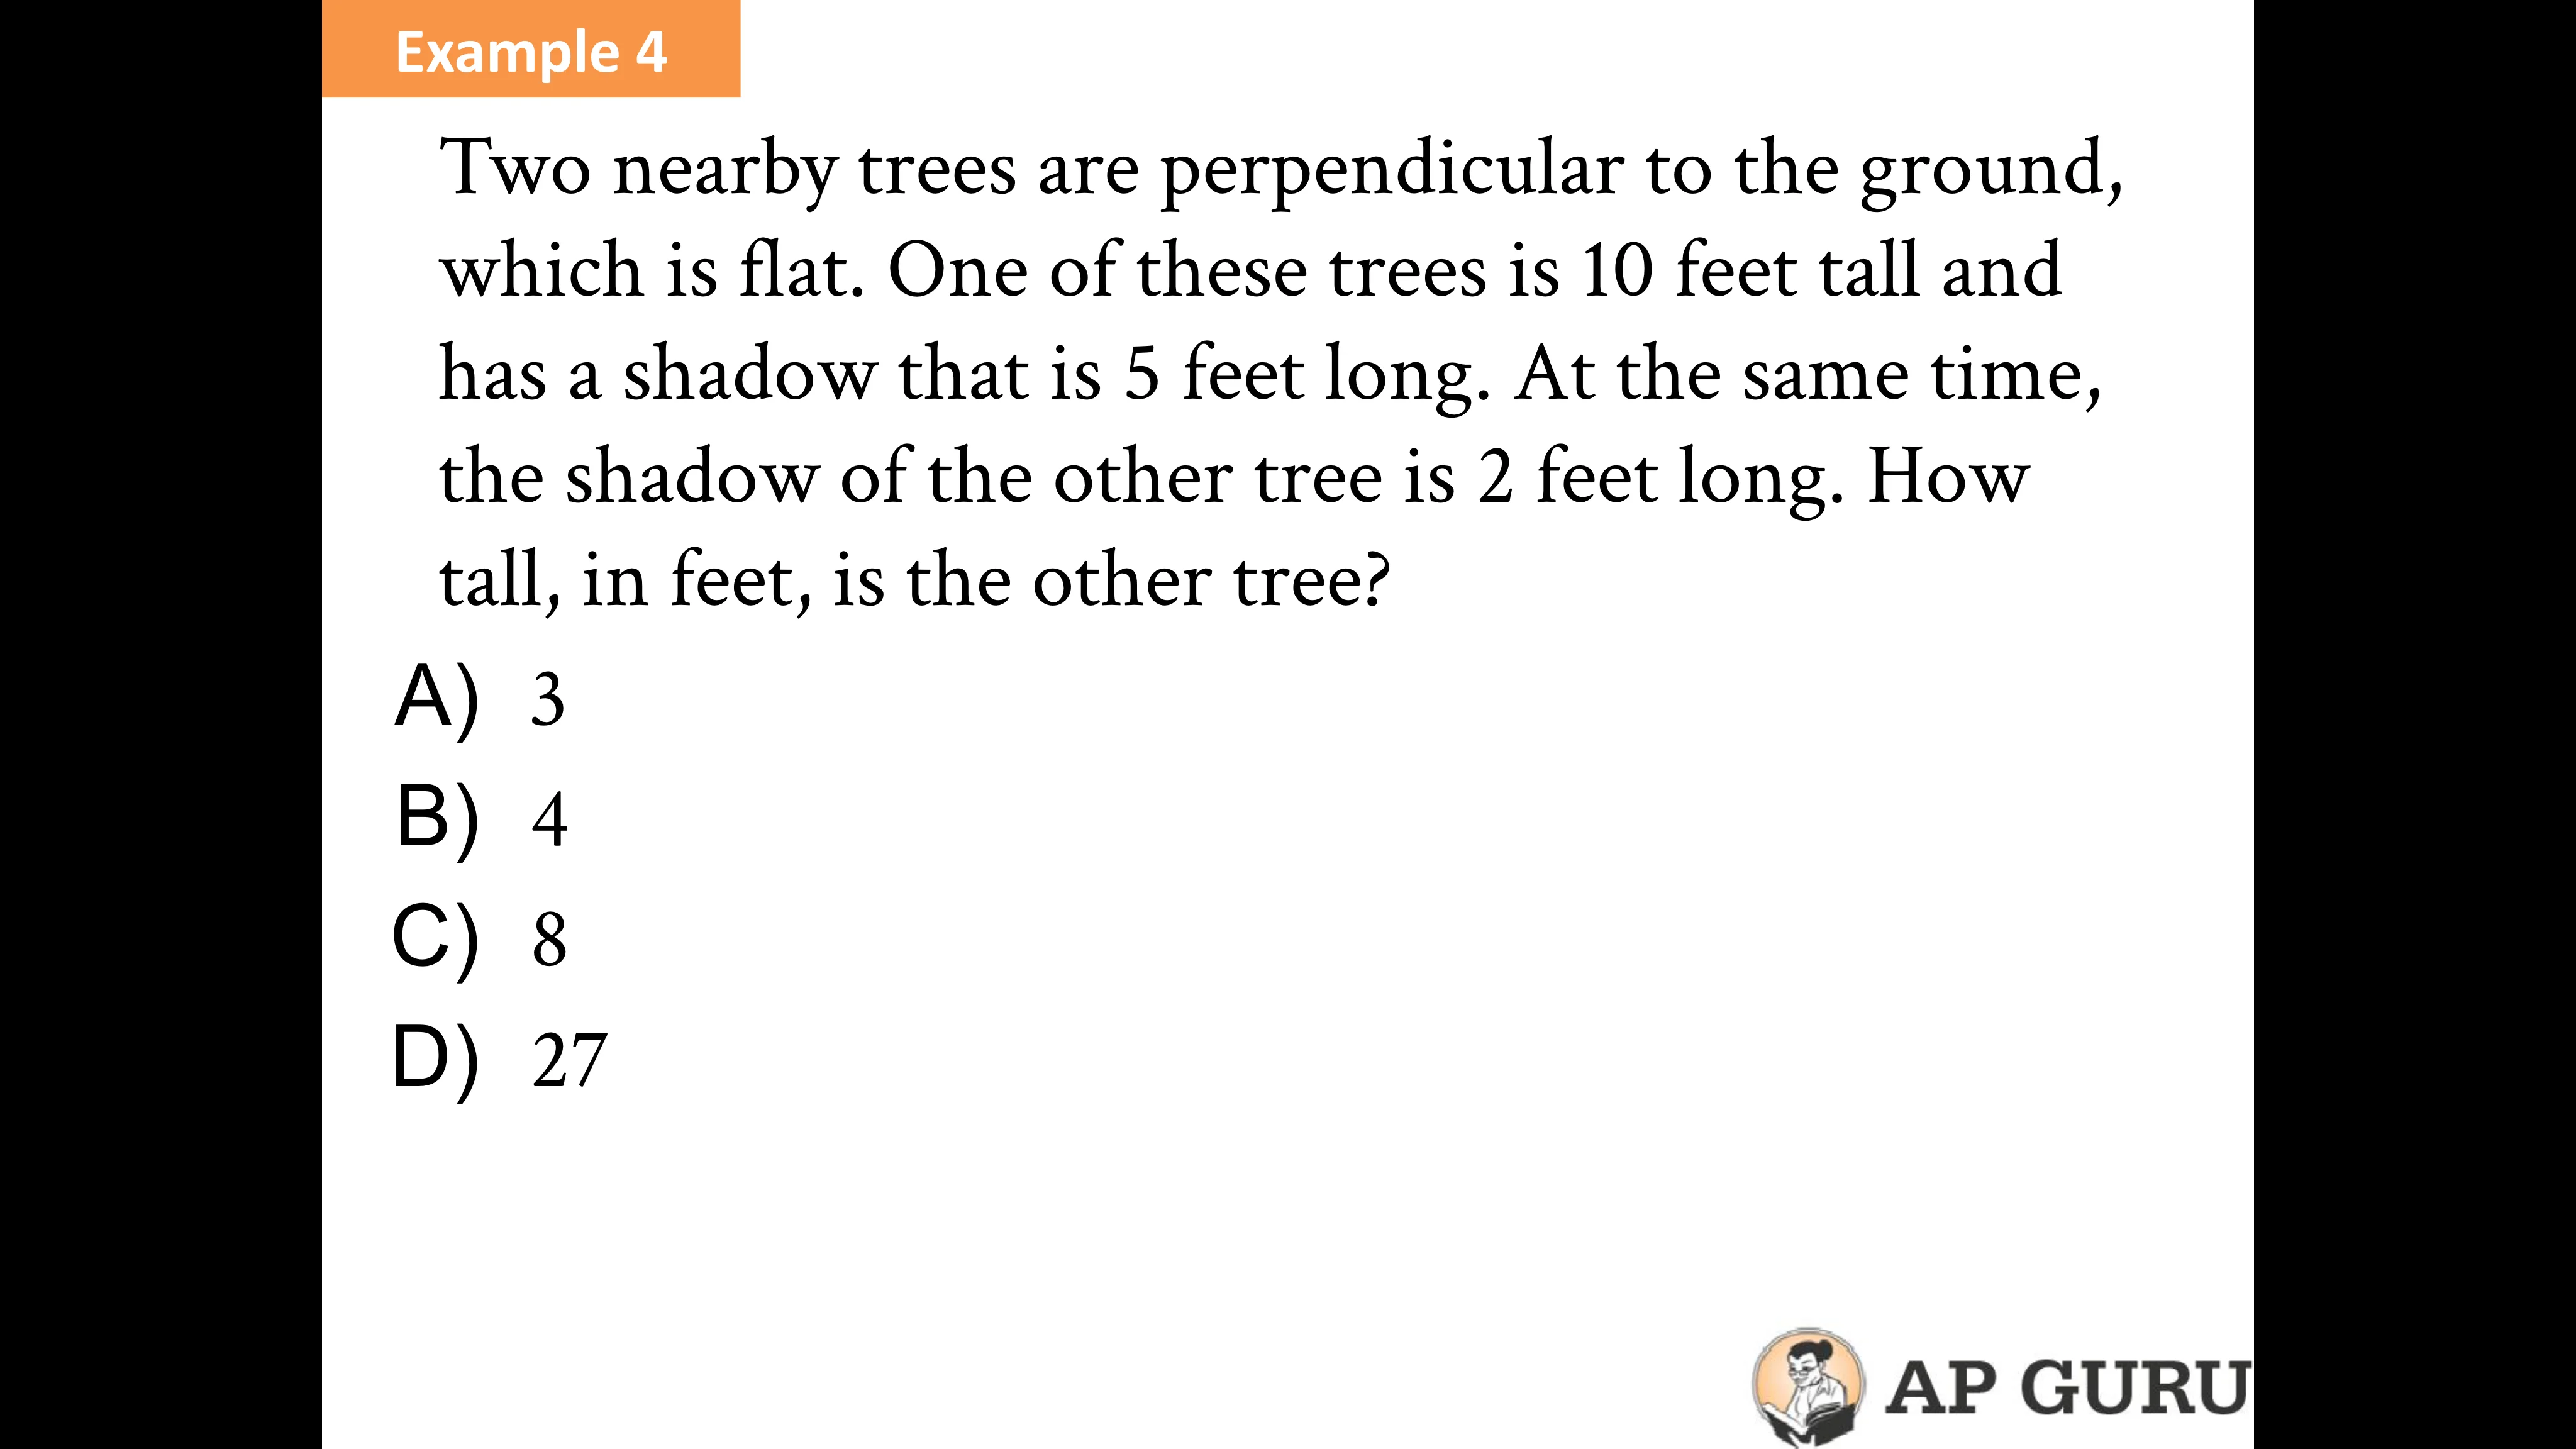 Example 4
Two nearby trees are perpendicular to the ground,
which is flat. One of these trees is 10 feet tall and
has a shadow that is 5 feet long. At the same time,
the shadow of the other tree is 2 feet long. How
tall, in feet, is the other tree?
A) 3
B) 4
C) 8
D) 27
AP GURU